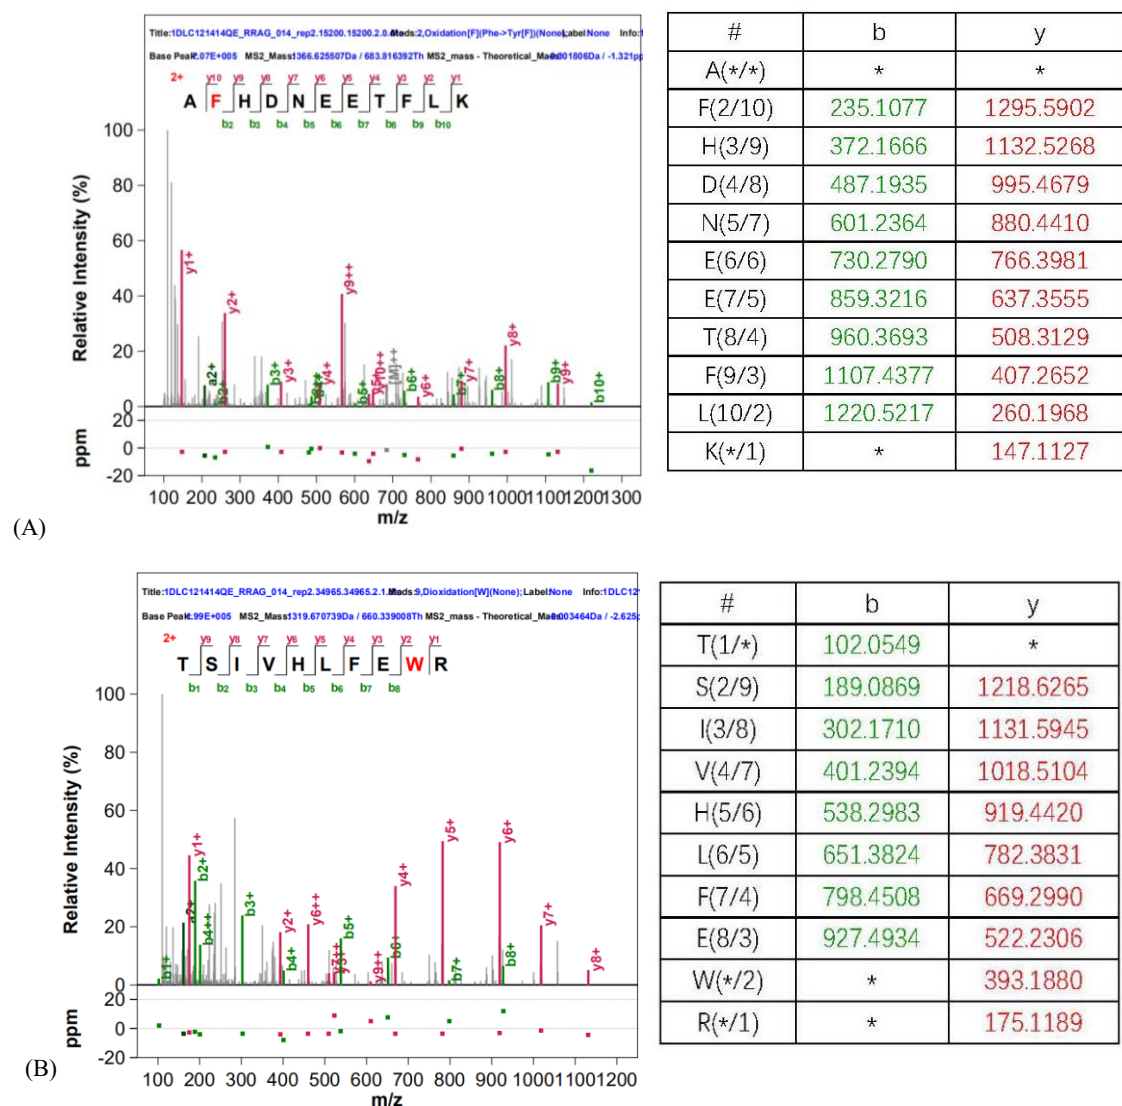 Title:1DLC121414QE_RRAG_014_rep2.15200.15200.2.0. Mods:2,Oxidation[F](Phe->Tyr[F])(None); Label:None Info:1
Base Peak: .07E+005 MS2_Mass: 1366.625507Da / 683.816392Th MS2_mass - Theoretical_Mass: 0.001806Da / -1.321pp
2+
y10 y9 y8 y7 y6 y5 y4 y3 y2 y1
A F H D N E E T F L K
b2 b3 b4 b5 b6 b7 b8 b9 b10
Relative Intensity (%)
100
80
60
40
20
0
y1+
a2+
b2+
y2+
b3+
y3+
y4+
y9++
b5+
y5+
y10++
[M]++
b6+
y6+
b7+
y7+
b8+
y8+
b9+
y9+
b10+
ppm
20
0
-20
100 200 300 400 500 600 700 800 900 1000 1100 1200 1300
m/z
# b y
A(*/*) * *
F(2/10) 235.1077 1295.5902
H(3/9) 372.1666 1132.5268
D(4/8) 487.1935 995.4679
N(5/7) 601.2364 880.4410
E(6/6) 730.2790 766.3981
E(7/5) 859.3216 637.3555
T(8/4) 960.3693 508.3129
F(9/3) 1107.4377 407.2652
L(10/2) 1220.5217 260.1968
K(*/1) * 147.1127
(A)
Title:1DLC121414QE_RRAG_014_rep2.34965.34965.2.1. Mods:9,Dioxidation[W](None); Label:None Info:1DLC12
Base Peak: .99E+005 MS2_Mass: 1319.670739Da / 660.339008Th MS2_mass - Theoretical_Mass: 0.003464Da / -2.625p
2+
y9 y8 y7 y6 y5 y4 y3 y2 y1
T S I V H L F E W R
b1 b2 b3 b4 b5 b6 b7 b8
Relative Intensity (%)
100
80
60
40
20
0
b1+
a2+
y1+
b2+
b4++
b3+
y2+
b4+
y6++
y7++
y3+
b5+
y9++
b6+
y4+
y5+
b7+
y6+
b8+
y7+
y8+
ppm
20
0
-20
100 200 300 400 500 600 700 800 900 1000 1100 1200
m/z
# b y
T(1/*) 102.0549 *
S(2/9) 189.0869 1218.6265
I(3/8) 302.1710 1131.5945
V(4/7) 401.2394 1018.5104
H(5/6) 538.2983 919.4420
L(6/5) 651.3824 782.3831
F(7/4) 798.4508 669.2990
E(8/3) 927.4934 522.2306
W(*/2) * 393.1880
R(*/1) * 175.1189
(B)